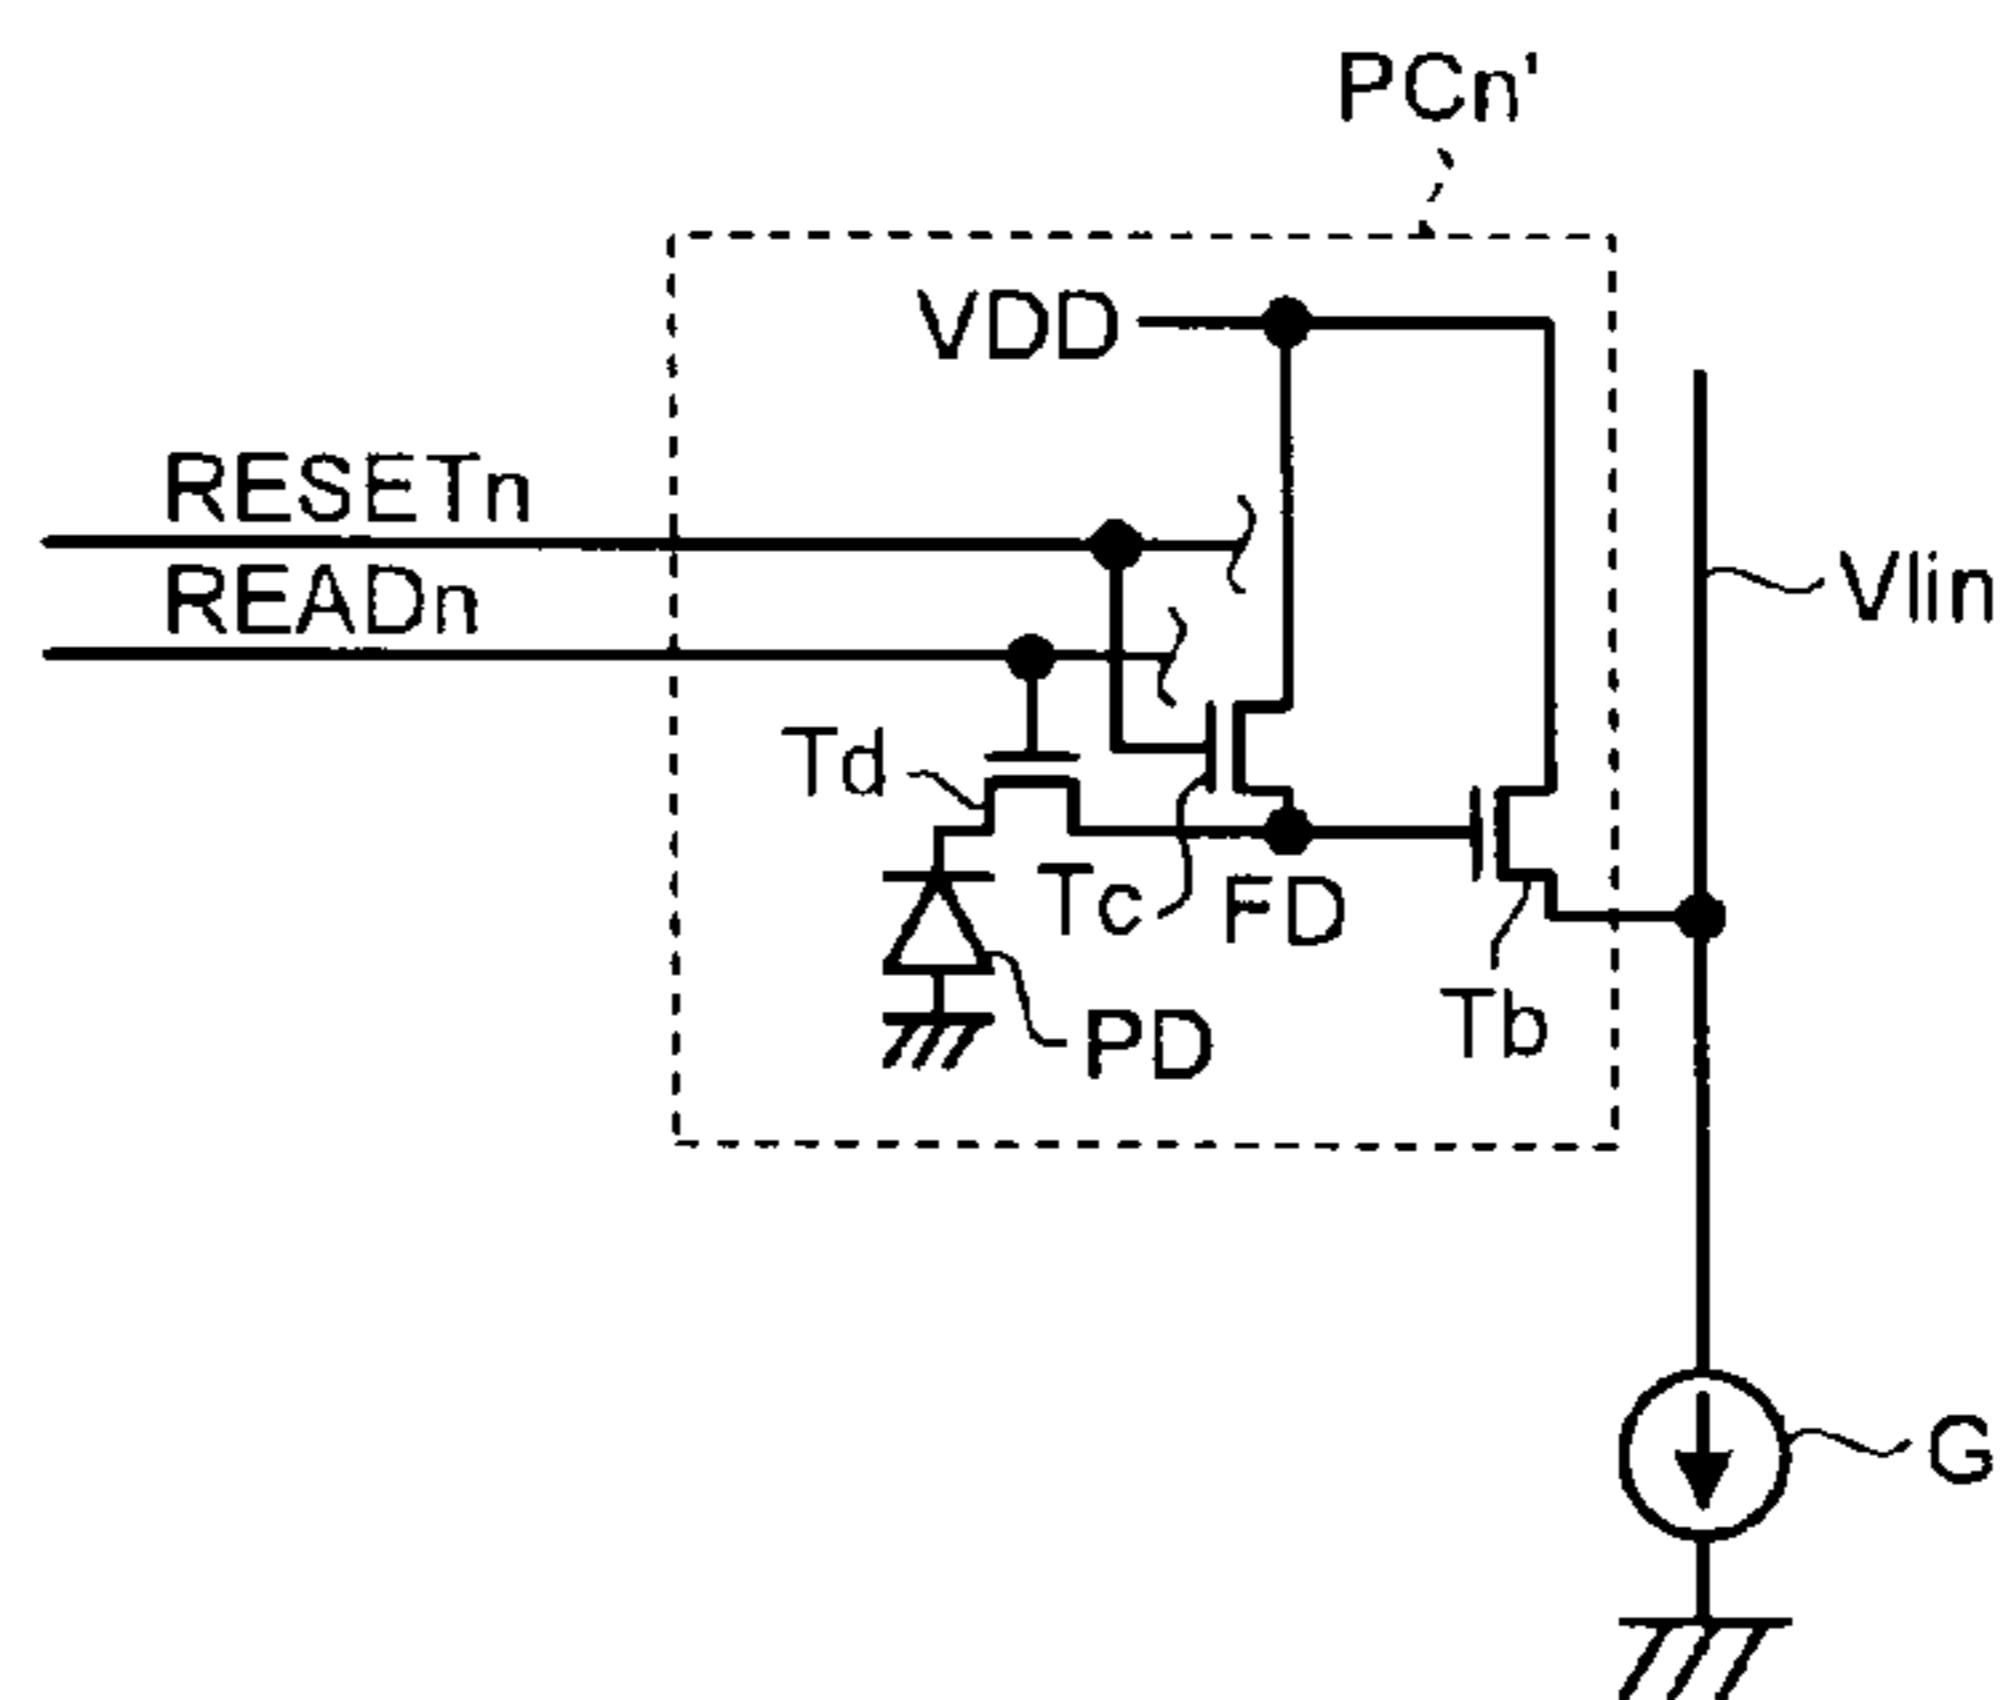 PCn'
VDD
RESETn
READn
Vlin
Td
Tc
FD
Tb
PD
G